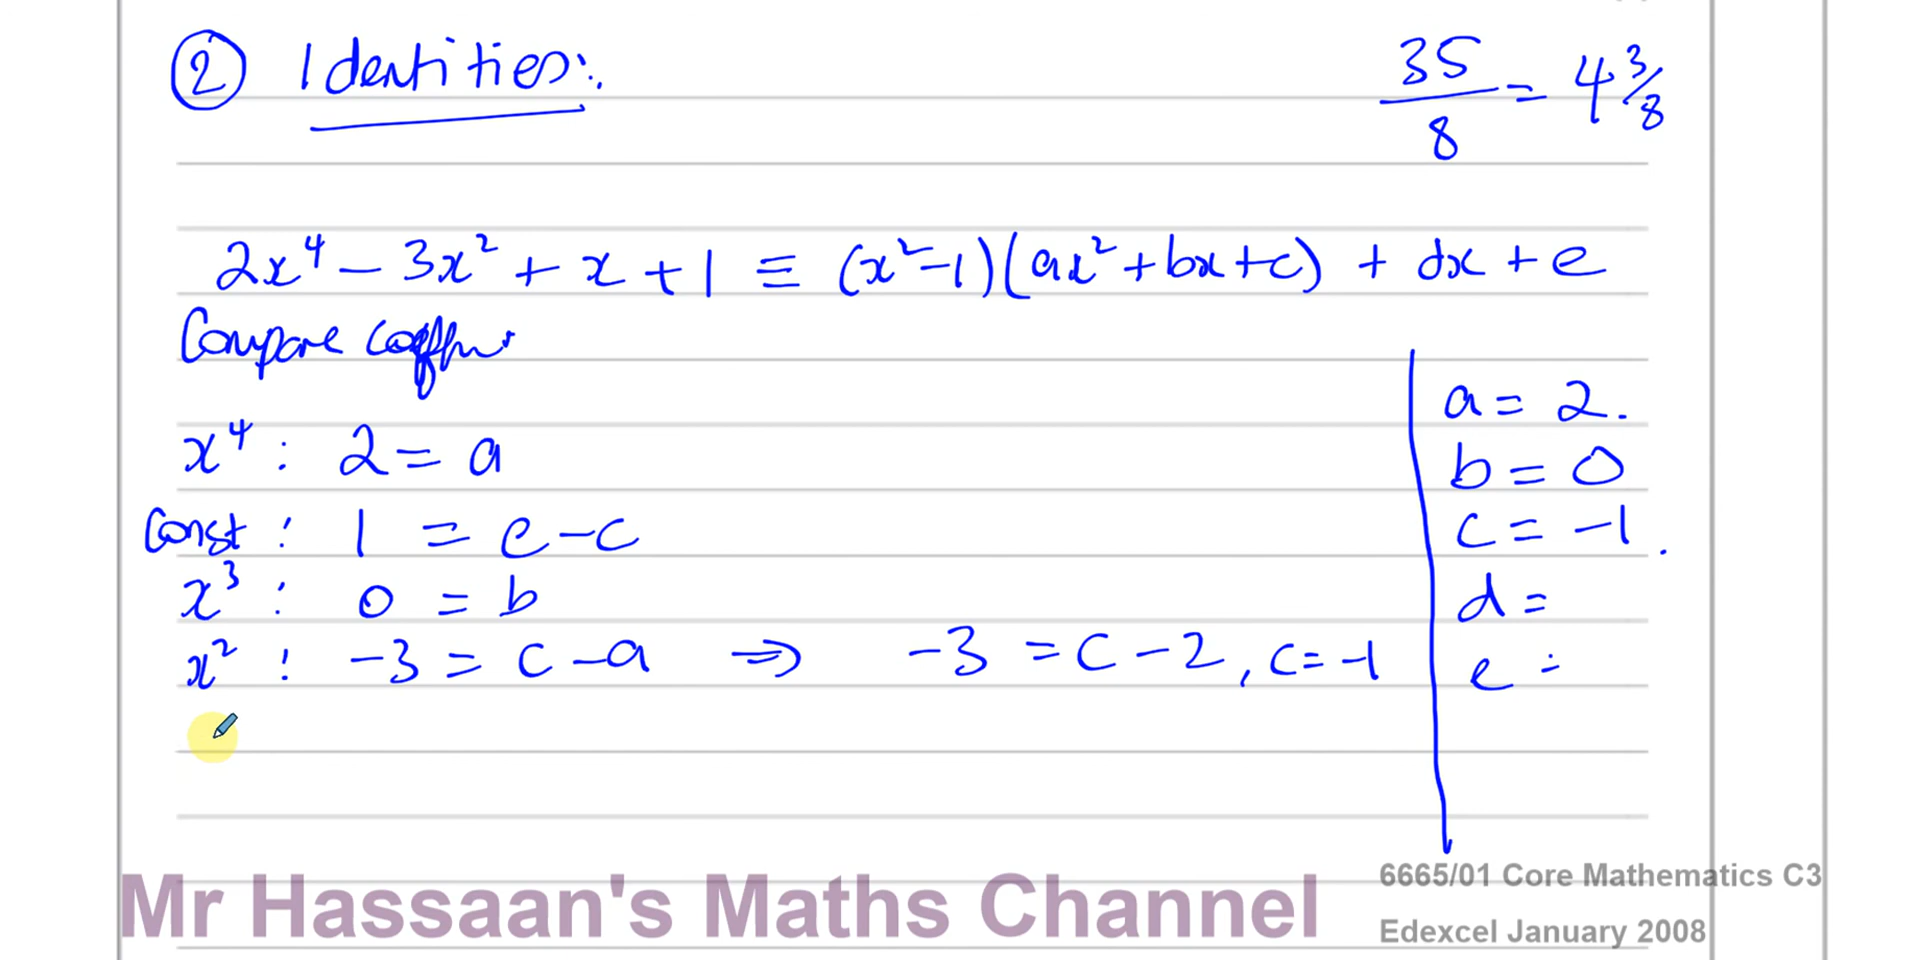 ② Identities:
35/8 = 4 3/8
2x⁴ - 3x² + x + 1 ≡ (x²-1)(ax²+bx+c) + dx + e
Compare
x⁴ : 2 = a
Const : 1 = e - c
x³ : 0 = b
x² : -3 = c - a ⇒ -3 = c - 2, c = -1
a = 2.
b = 0
c = -1.
d =
e =
Mr Hassaan's Maths Channel
6665/01 Core Mathematics C3
Edexcel January 2008